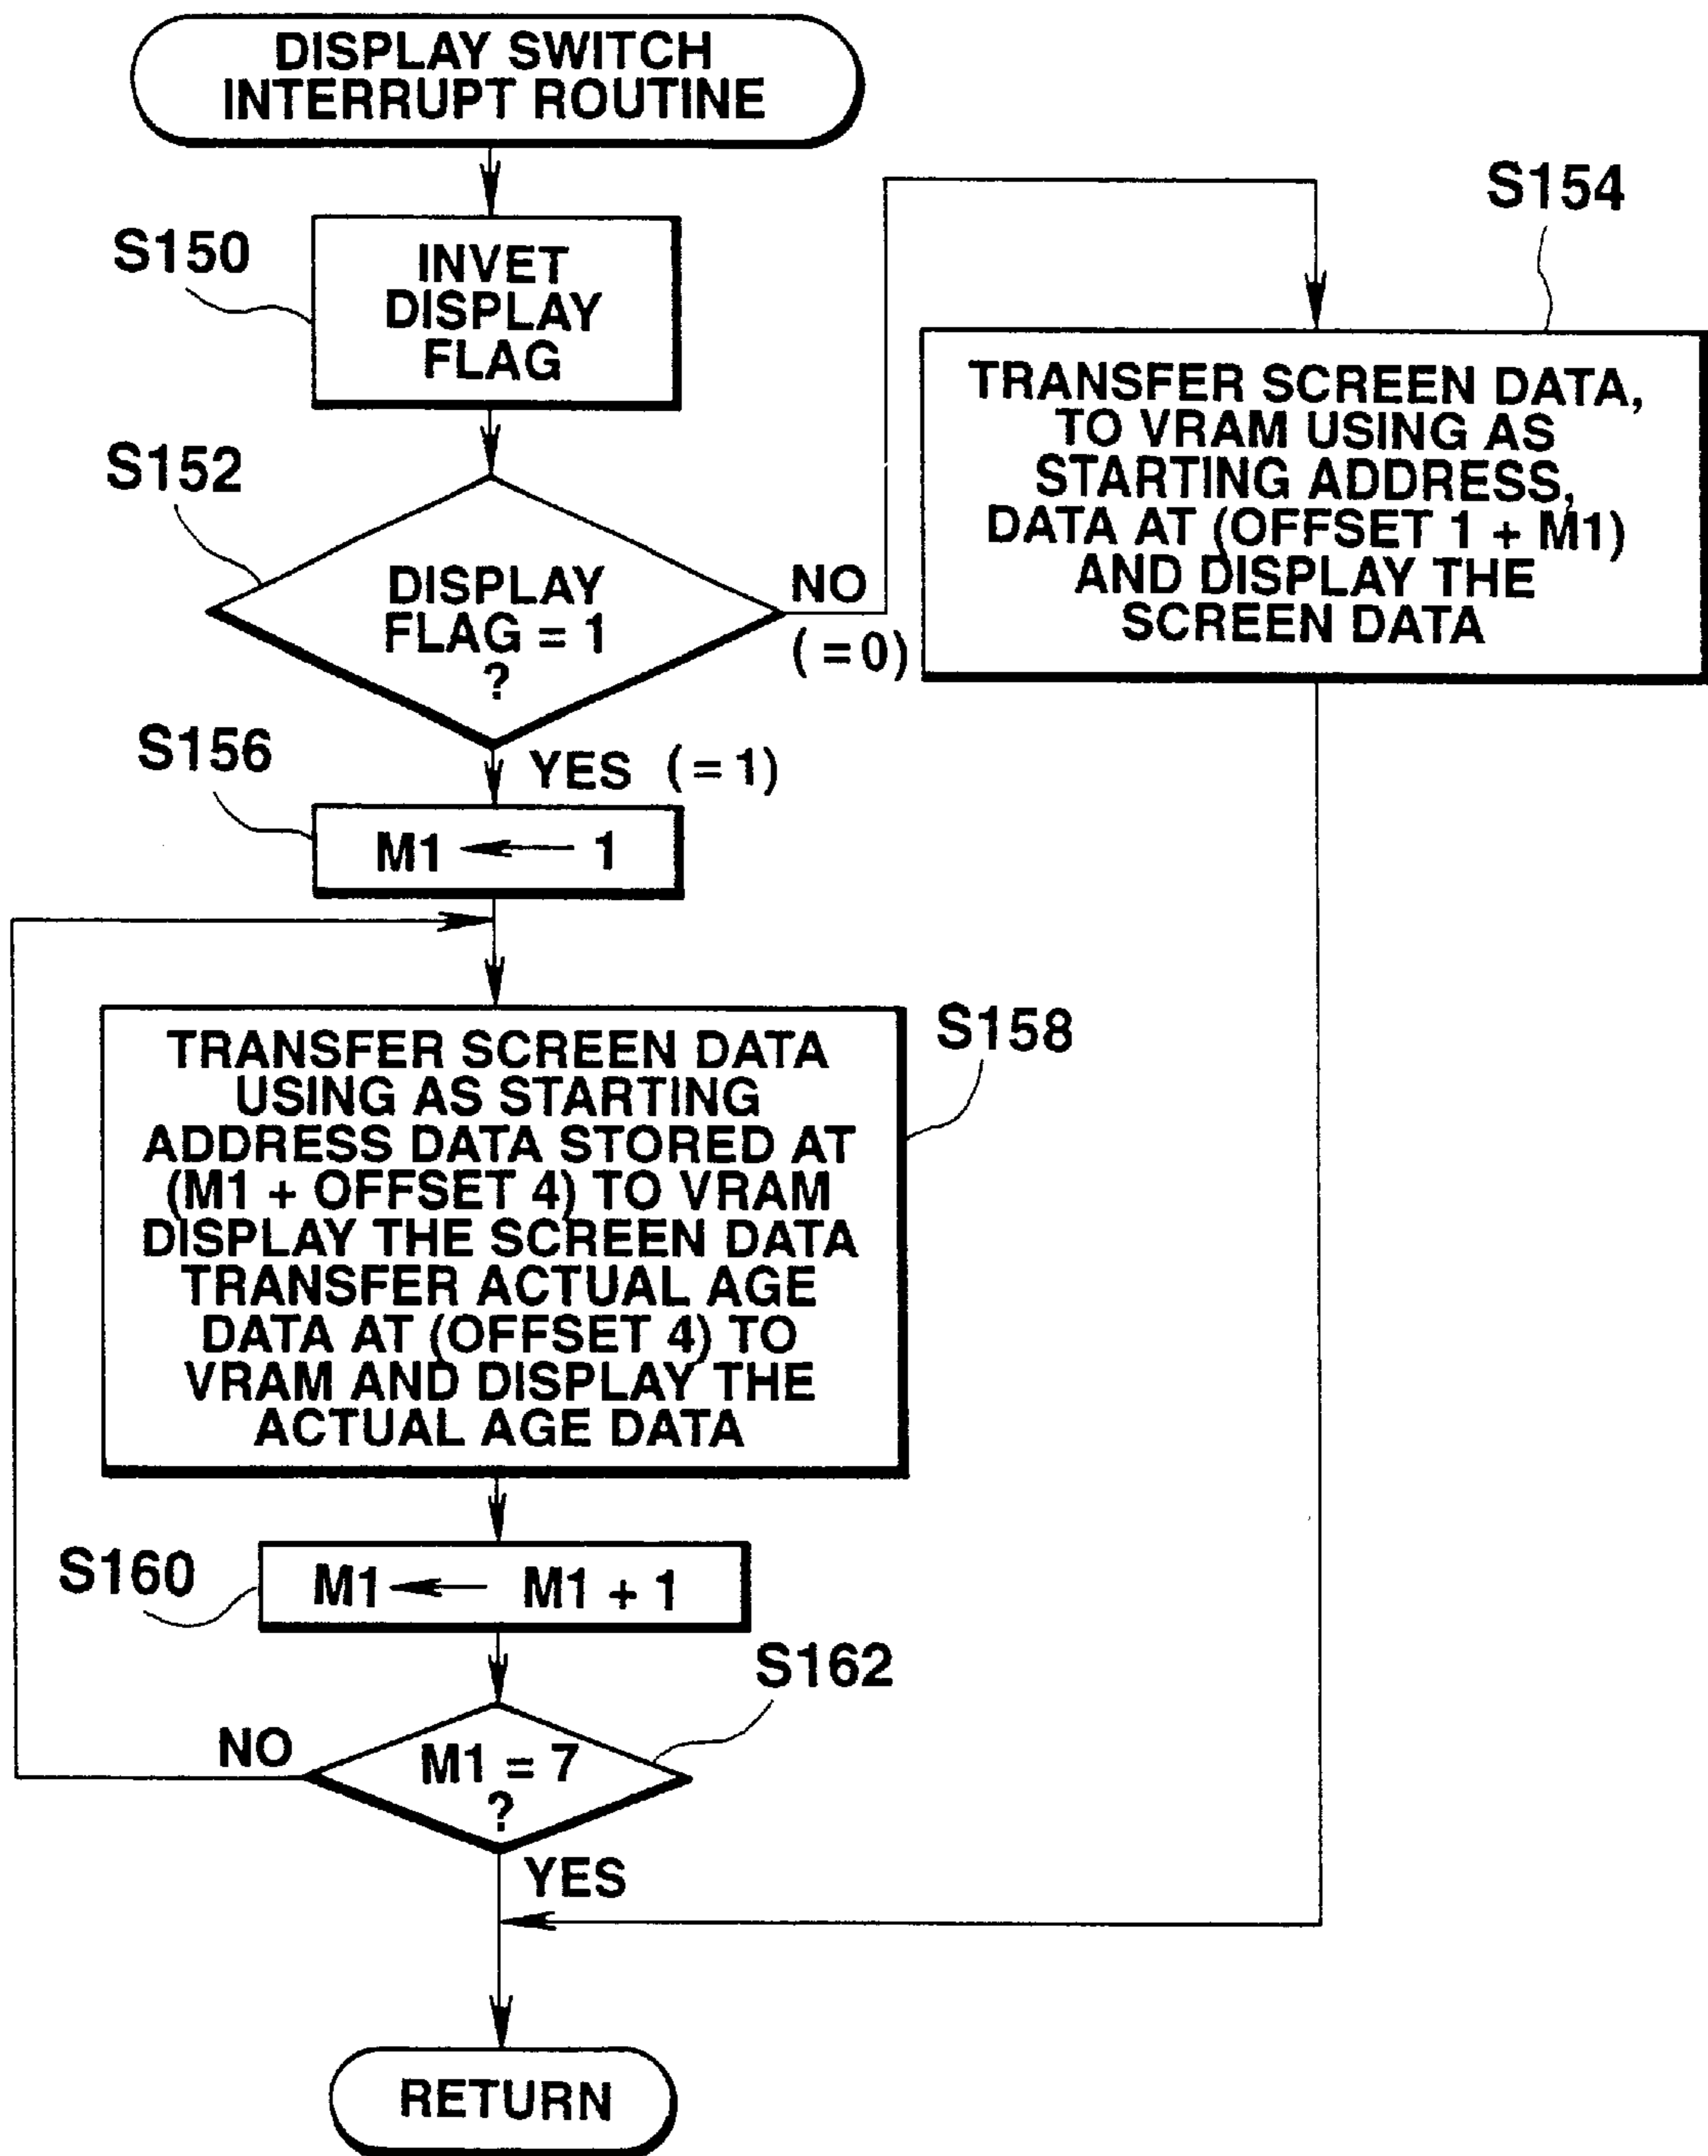 DISPLAY SWITCH
INTERRUPT ROUTINE
S150
INVET
DISPLAY
FLAG
S152
DISPLAY
FLAG = 1
?
NO
( = 0)
S154
TRANSFER SCREEN DATA,
TO VRAM USING AS
STARTING ADDRESS,
DATA AT (OFFSET 1 + M1)
AND DISPLAY THE
SCREEN DATA
YES ( = 1)
S156
M1 ← 1
S158
TRANSFER SCREEN DATA
USING AS STARTING
ADDRESS DATA STORED AT
(M1 + OFFSET 4) TO VRAM
DISPLAY THE SCREEN DATA
TRANSFER ACTUAL AGE
DATA AT (OFFSET 4) TO
VRAM AND DISPLAY THE
ACTUAL AGE DATA
S160
M1 ← M1 + 1
S162
M1 = 7
?
NO
YES
RETURN